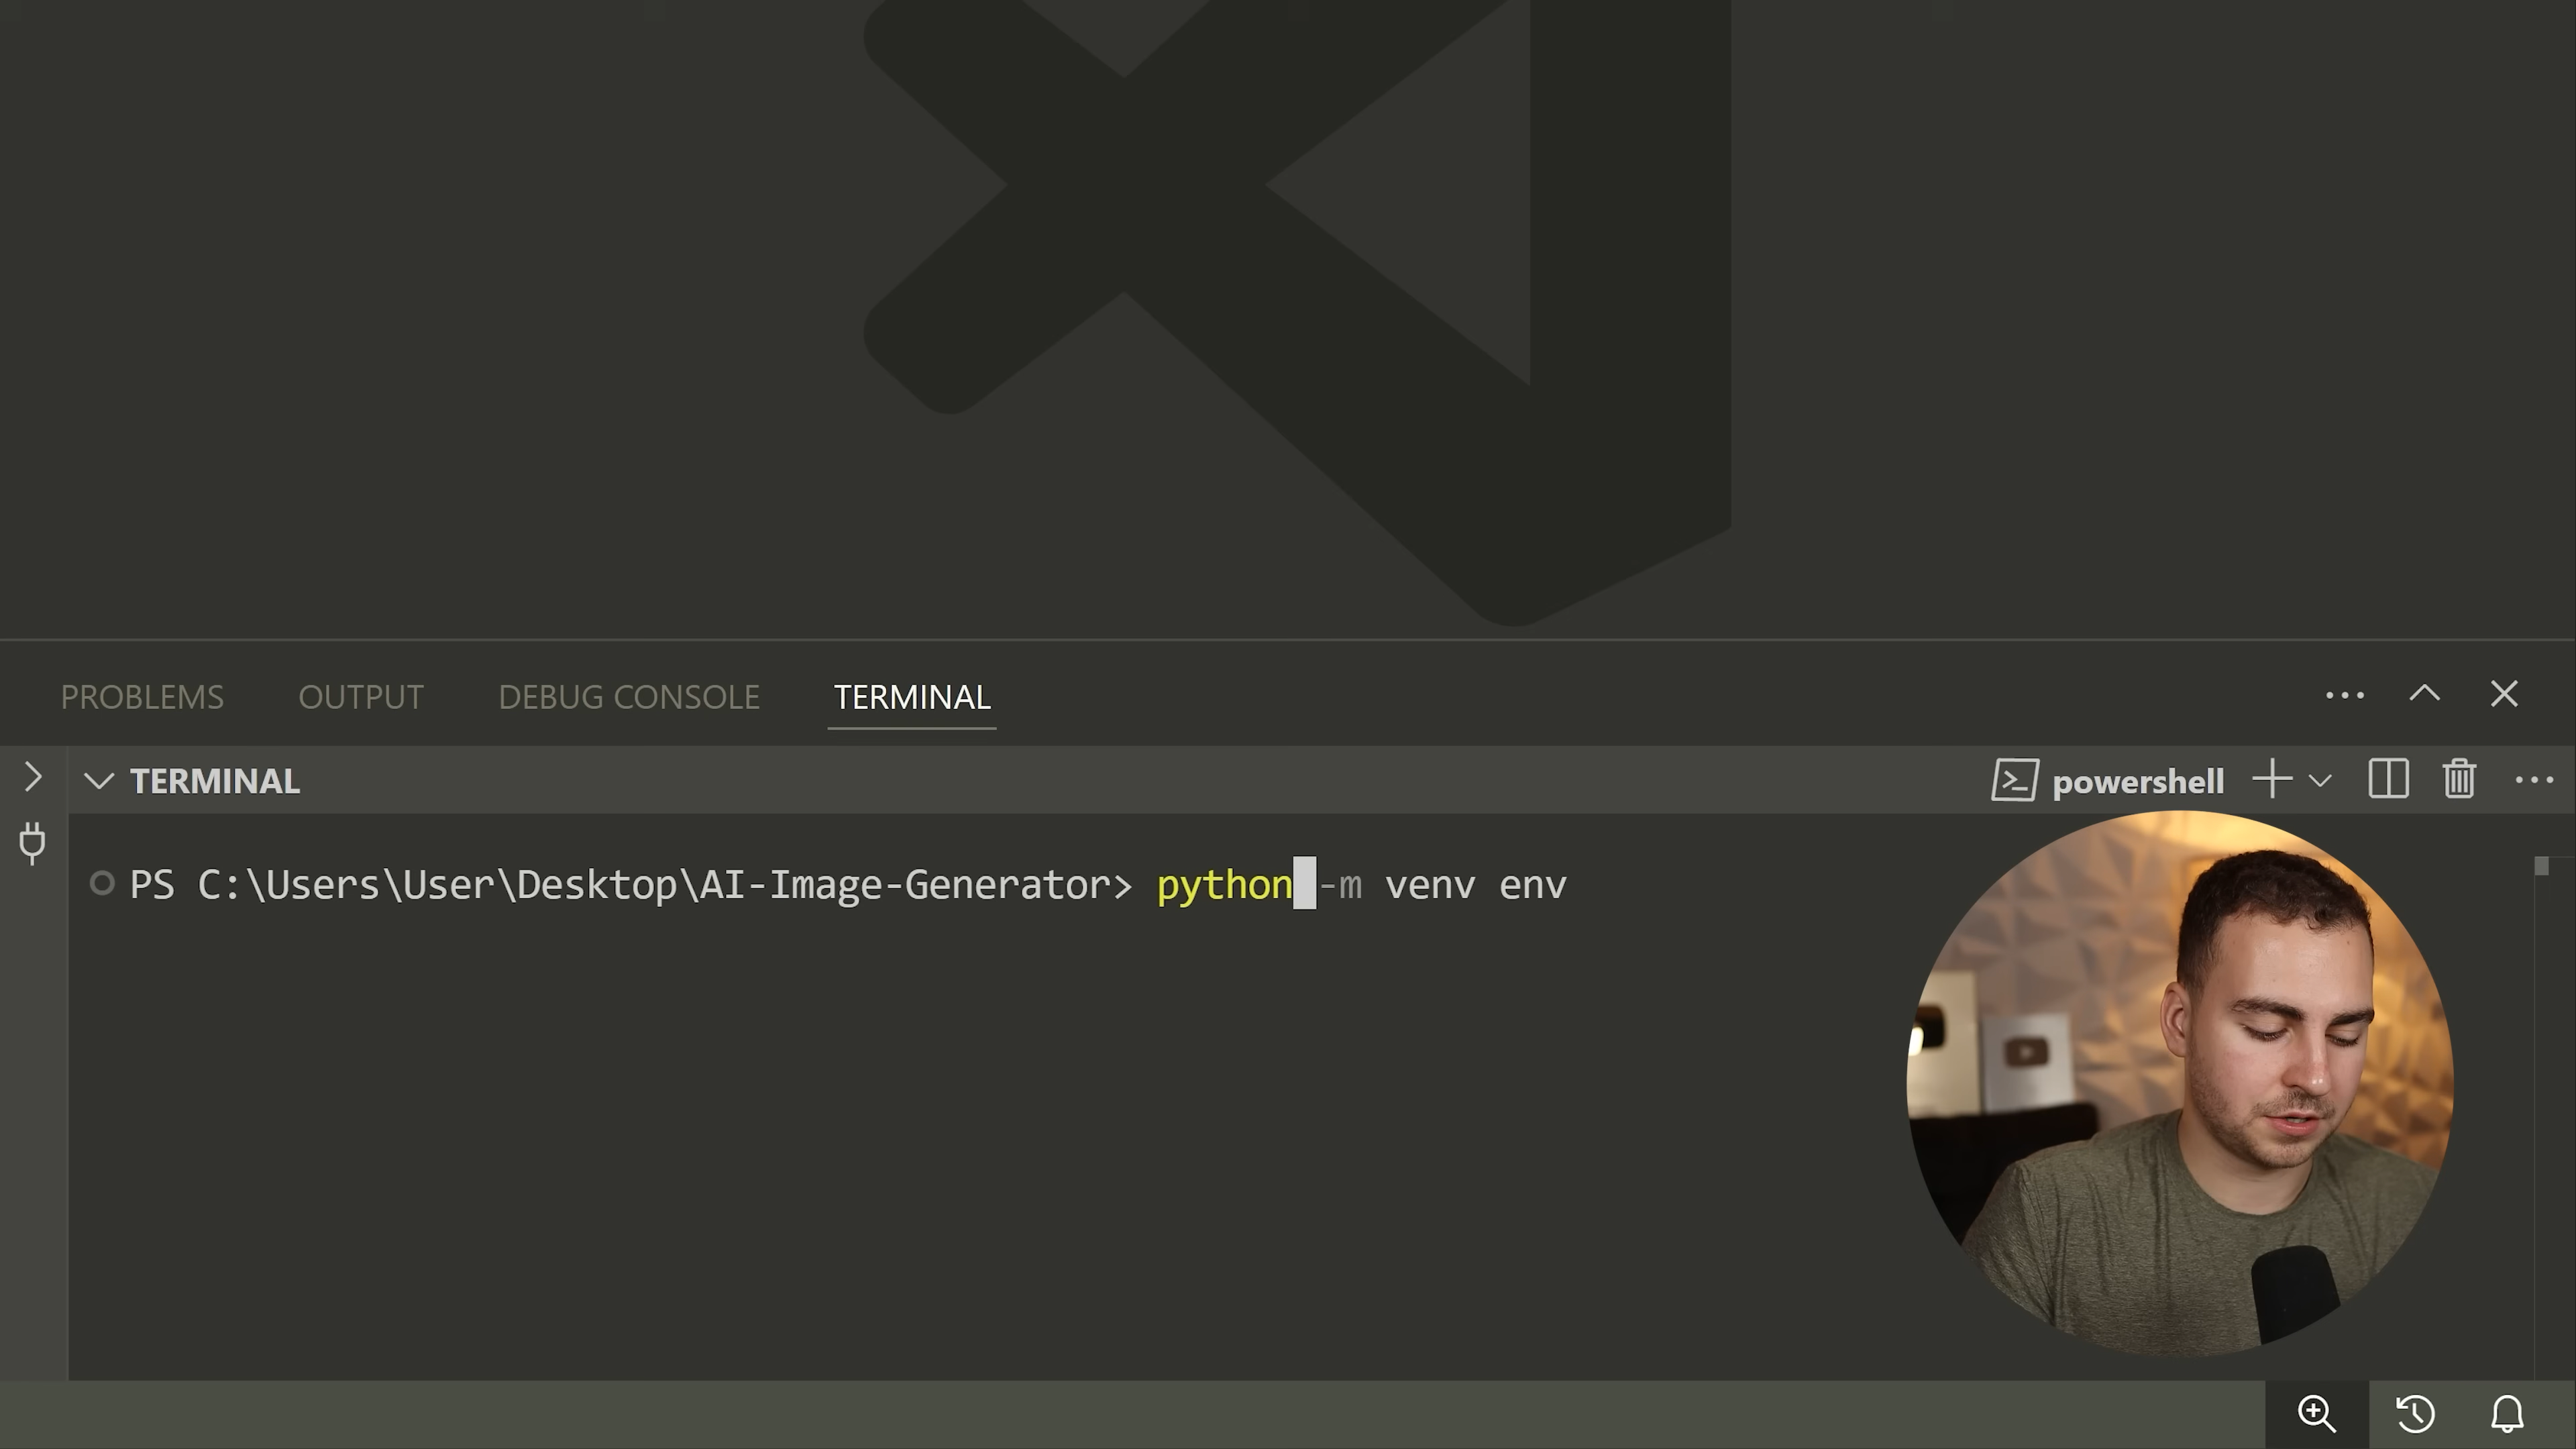 PROBLEMS OUTPUT DEBUG CONSOLE TERMINAL
TERMINAL powershell
PS C:\Users\User\Desktop\AI-Image-Generator> python -m venv env